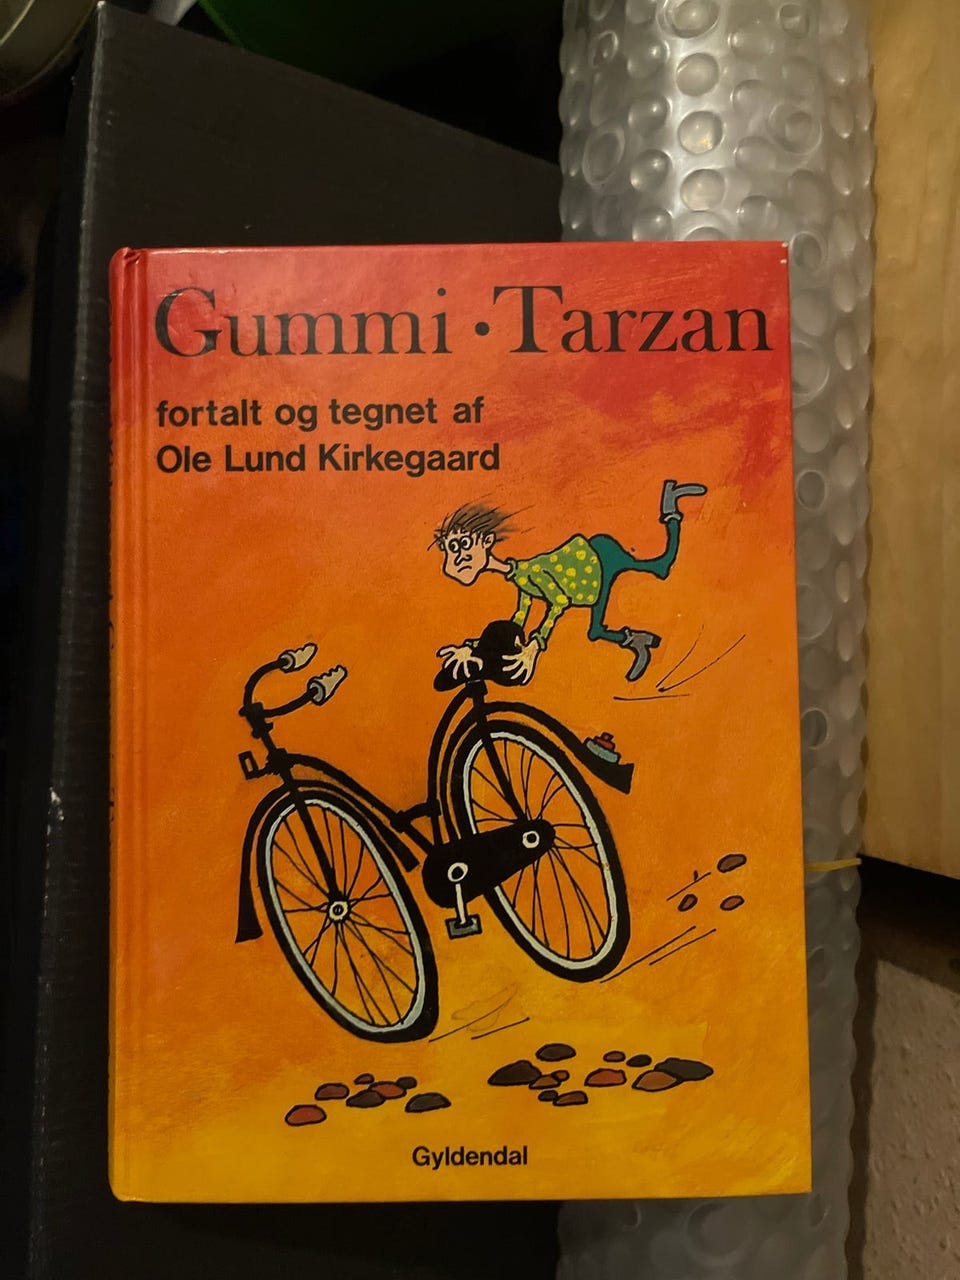 Gummi · Tarzan
fortalt og tegnet af
Ole Lund Kirkegaard
Gyldendal